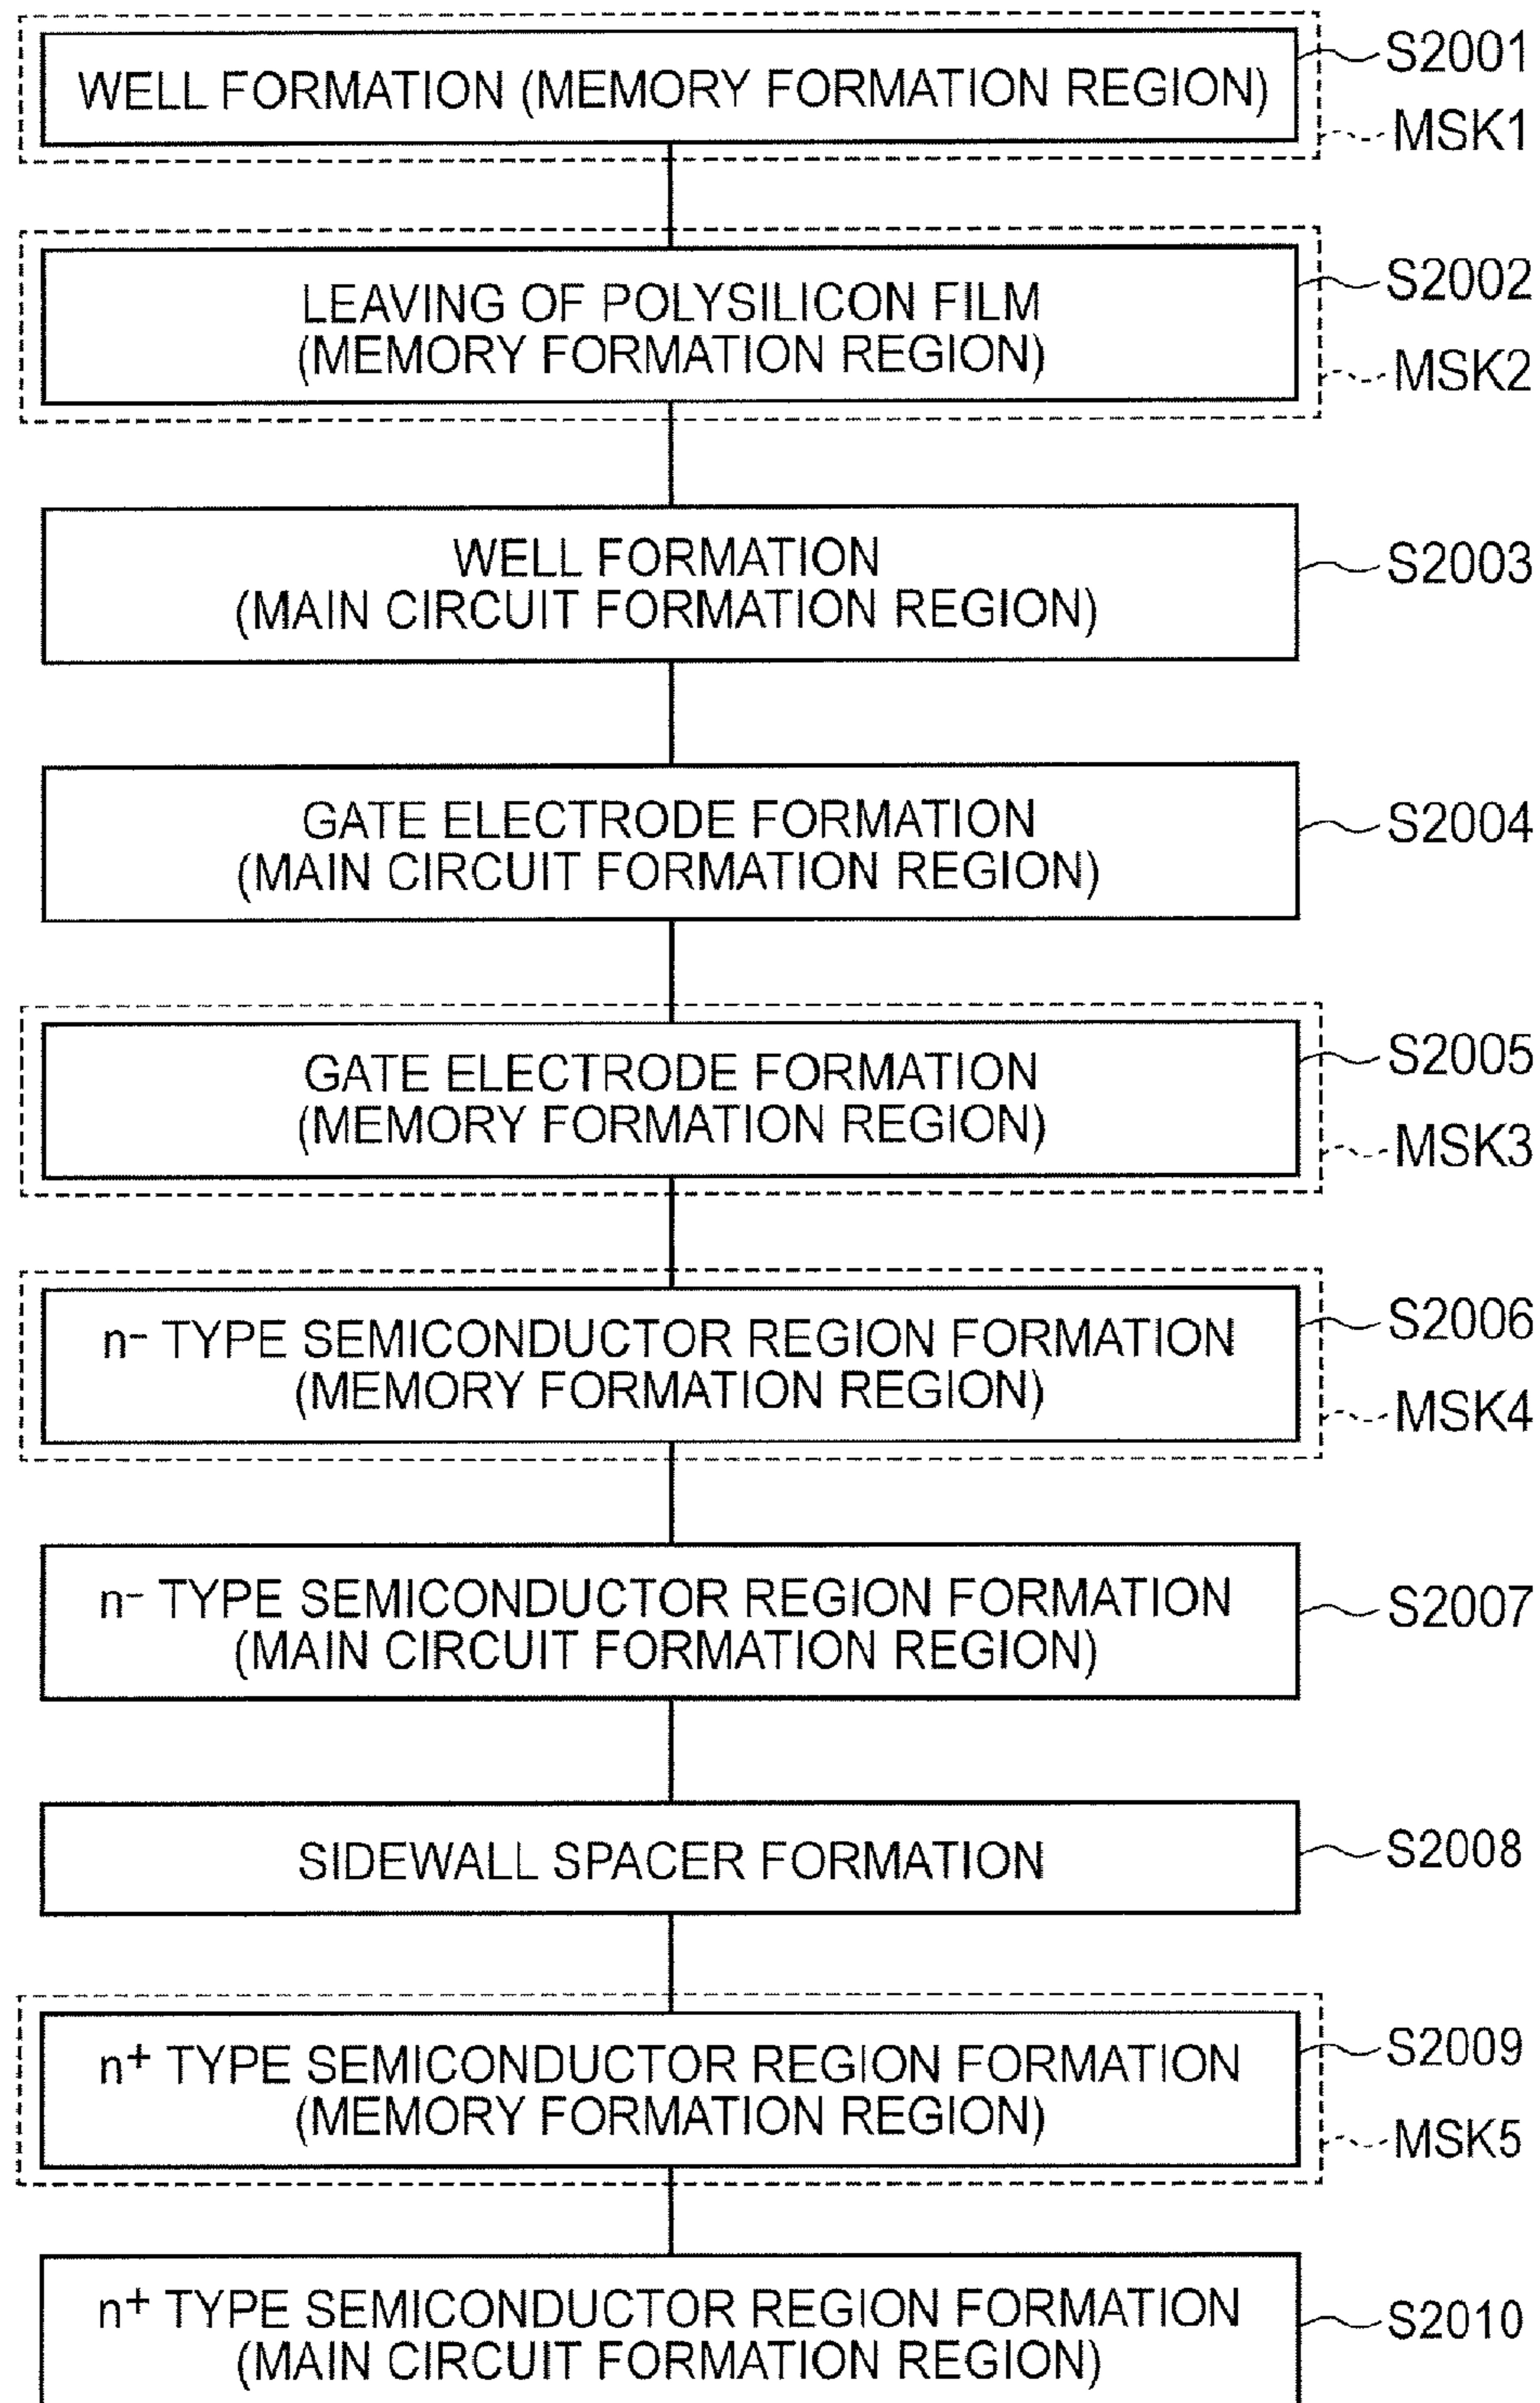 WELL FORMATION (MEMORY FORMATION REGION)
S2001
MSK1
LEAVING OF POLYSILICON FILM
(MEMORY FORMATION REGION)
S2002
MSK2
WELL FORMATION
(MAIN CIRCUIT FORMATION REGION)
S2003
GATE ELECTRODE FORMATION
(MAIN CIRCUIT FORMATION REGION)
S2004
GATE ELECTRODE FORMATION
(MEMORY FORMATION REGION)
S2005
MSK3
n- TYPE SEMICONDUCTOR REGION FORMATION
(MEMORY FORMATION REGION)
S2006
MSK4
n- TYPE SEMICONDUCTOR REGION FORMATION
(MAIN CIRCUIT FORMATION REGION)
S2007
SIDEWALL SPACER FORMATION
S2008
n+ TYPE SEMICONDUCTOR REGION FORMATION
(MEMORY FORMATION REGION)
S2009
MSK5
n+ TYPE SEMICONDUCTOR REGION FORMATION
(MAIN CIRCUIT FORMATION REGION)
S2010